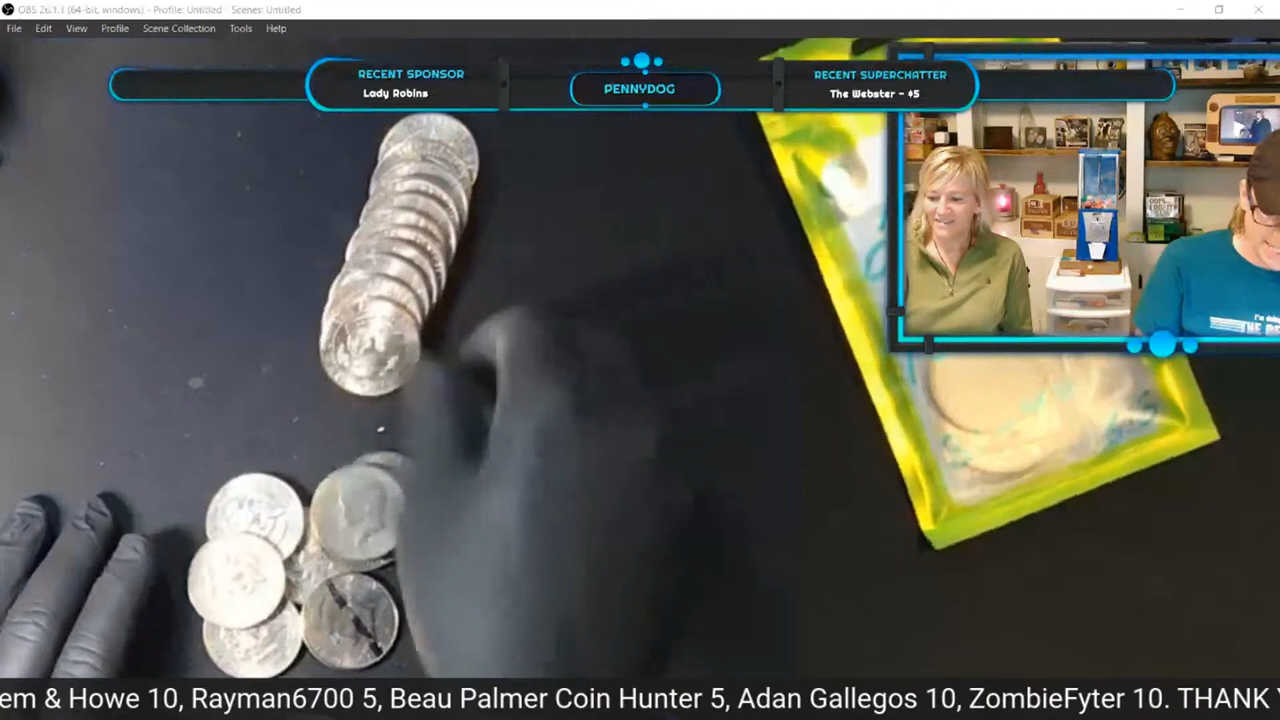 OBS 26.1.1 (64-bit, windows) - Profile: Untitled - Scenes: Untitled
File Edit View Profile Scene Collection Tools Help
RECENT SPONSOR
Lady Robins
PENNYDOG
RECENT SUPERCHATTER
The Webster - $5
em & Howe 10, Rayman6700 5, Beau Palmer Coin Hunter 5, Adan Gallegos 10, ZombieFyter 10. THANK